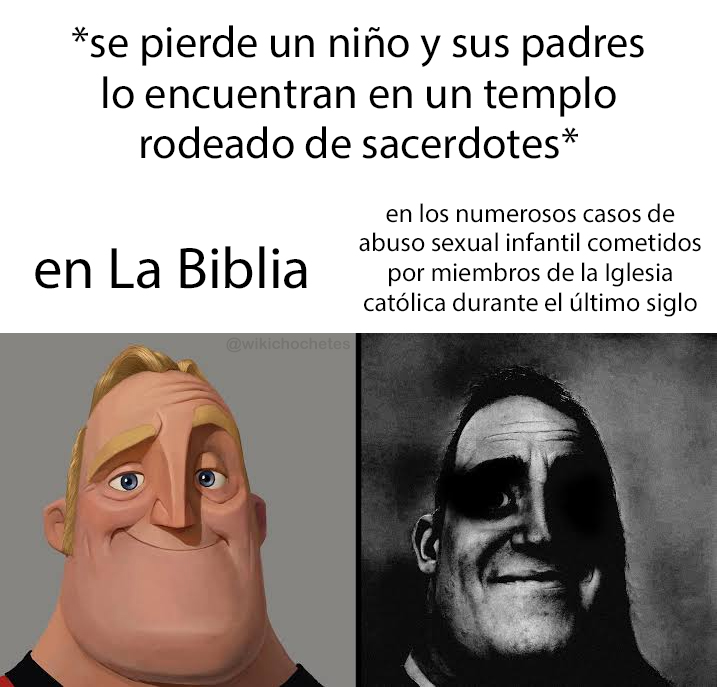 *se pierde un niño y sus padres
lo encuentran en un templo
rodeado de sacerdotes*
en La Biblia
en los numerosos casos de
abuso sexual infantil cometidos
por miembros de la Iglesia
católica durante el último siglo
@wikichochetes